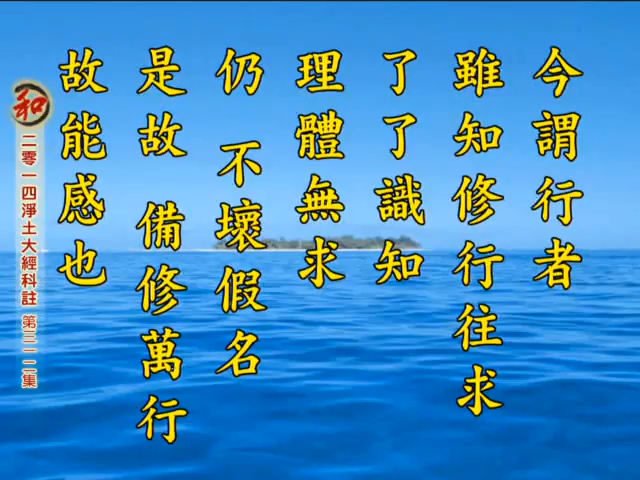 今謂行者
雖知修行往求
了了識知
理體無求
仍 不壞假名
是故 備修萬行
故能感也
和
二零一四淨土大經科註 第三一二集